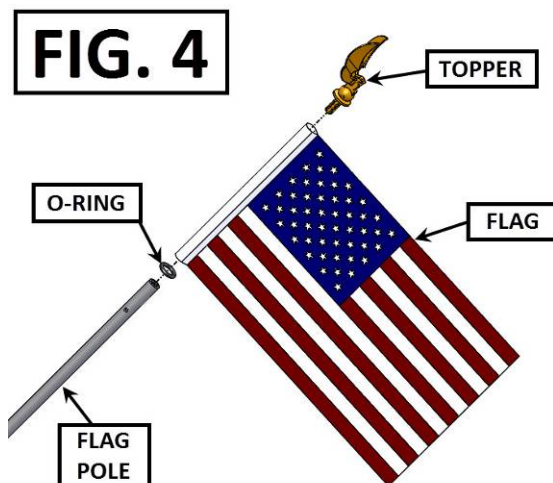 FIG. 4
TOPPER
O-RING
FLAG
FLAG
POLE